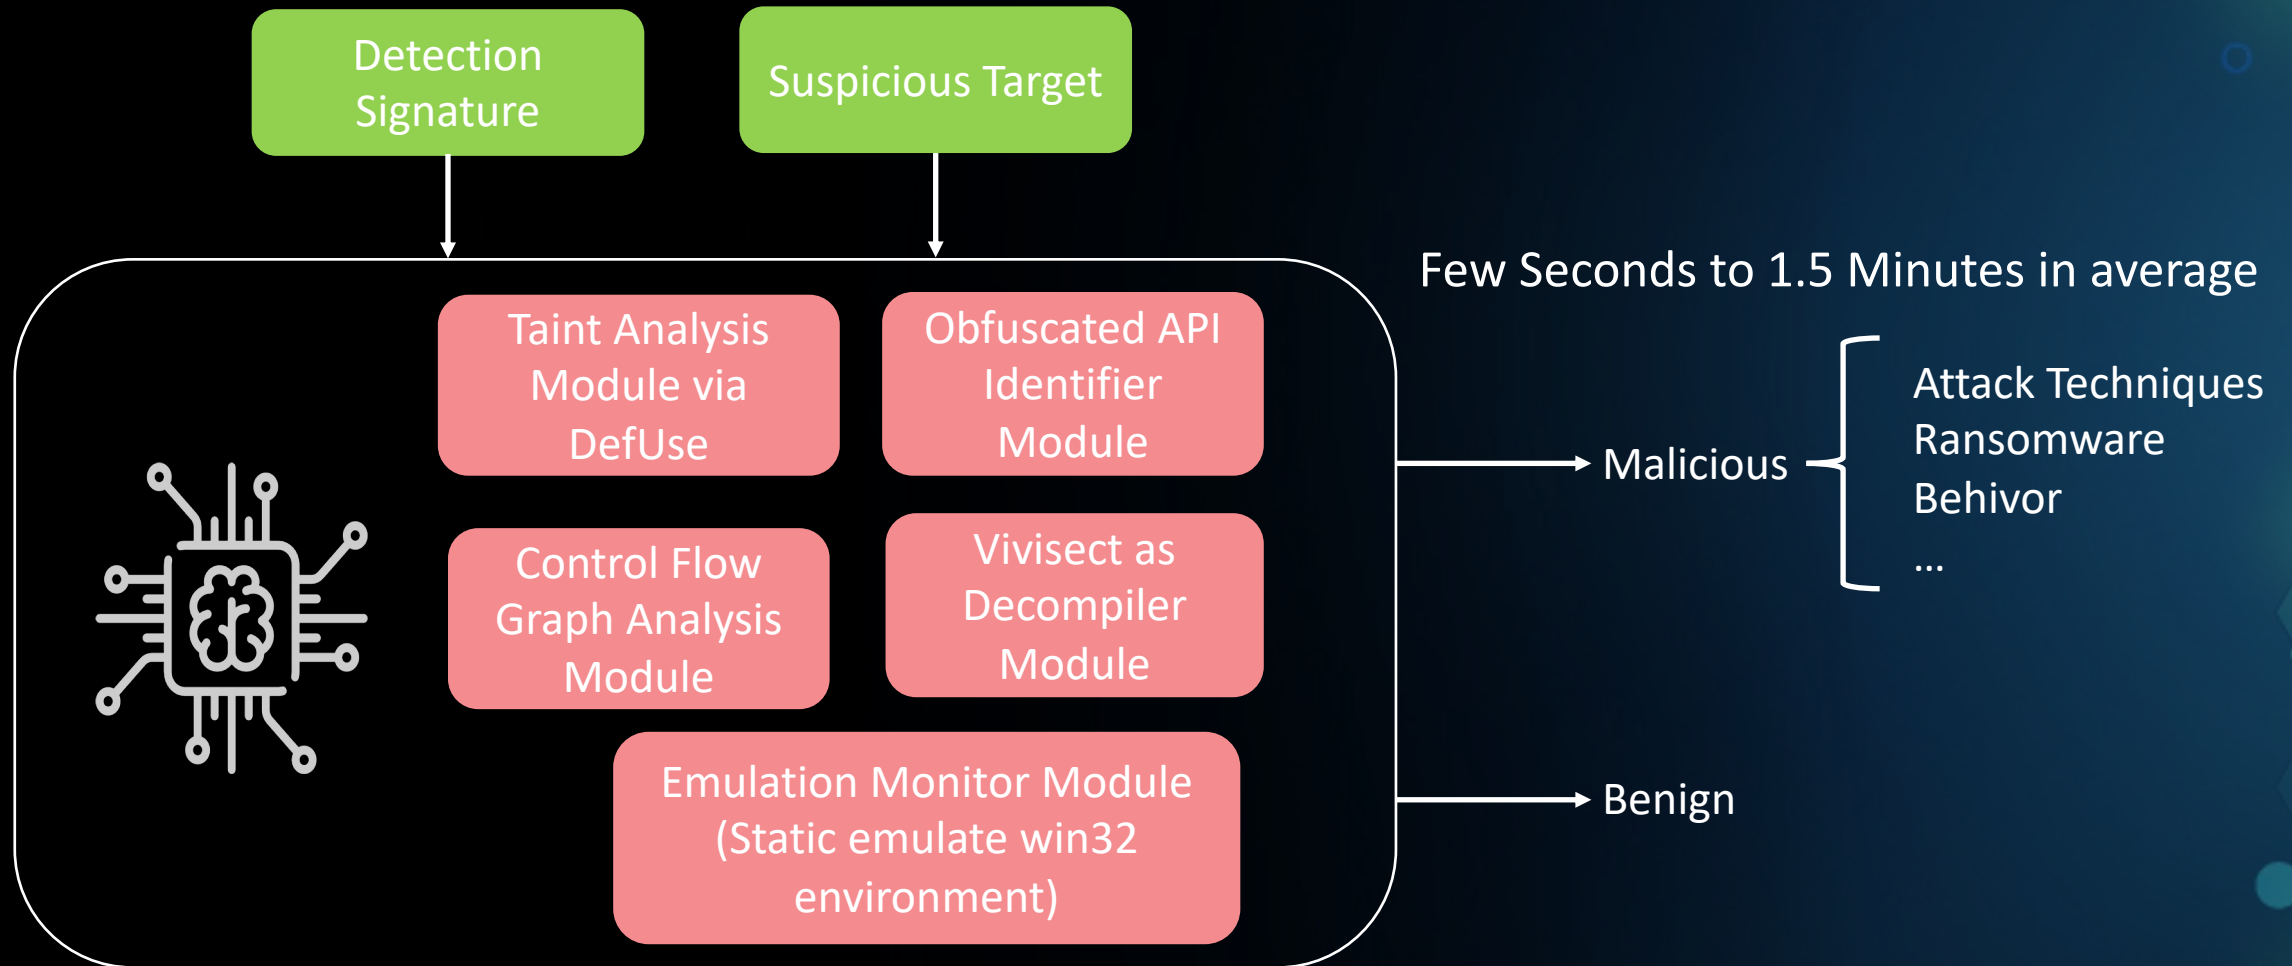 Detection
Signature
Suspicious Target
Few Seconds to 1.5 Minutes in average
Taint Analysis
Module via
DefUse
Obfuscated API
Identifier
Module
Control Flow
Graph Analysis
Module
Vivisect as
Decompiler
Module
Emulation Monitor Module
(Static emulate win32
environment)
Malicious
Attack Techniques
Ransomware
Behivor
...
Benign